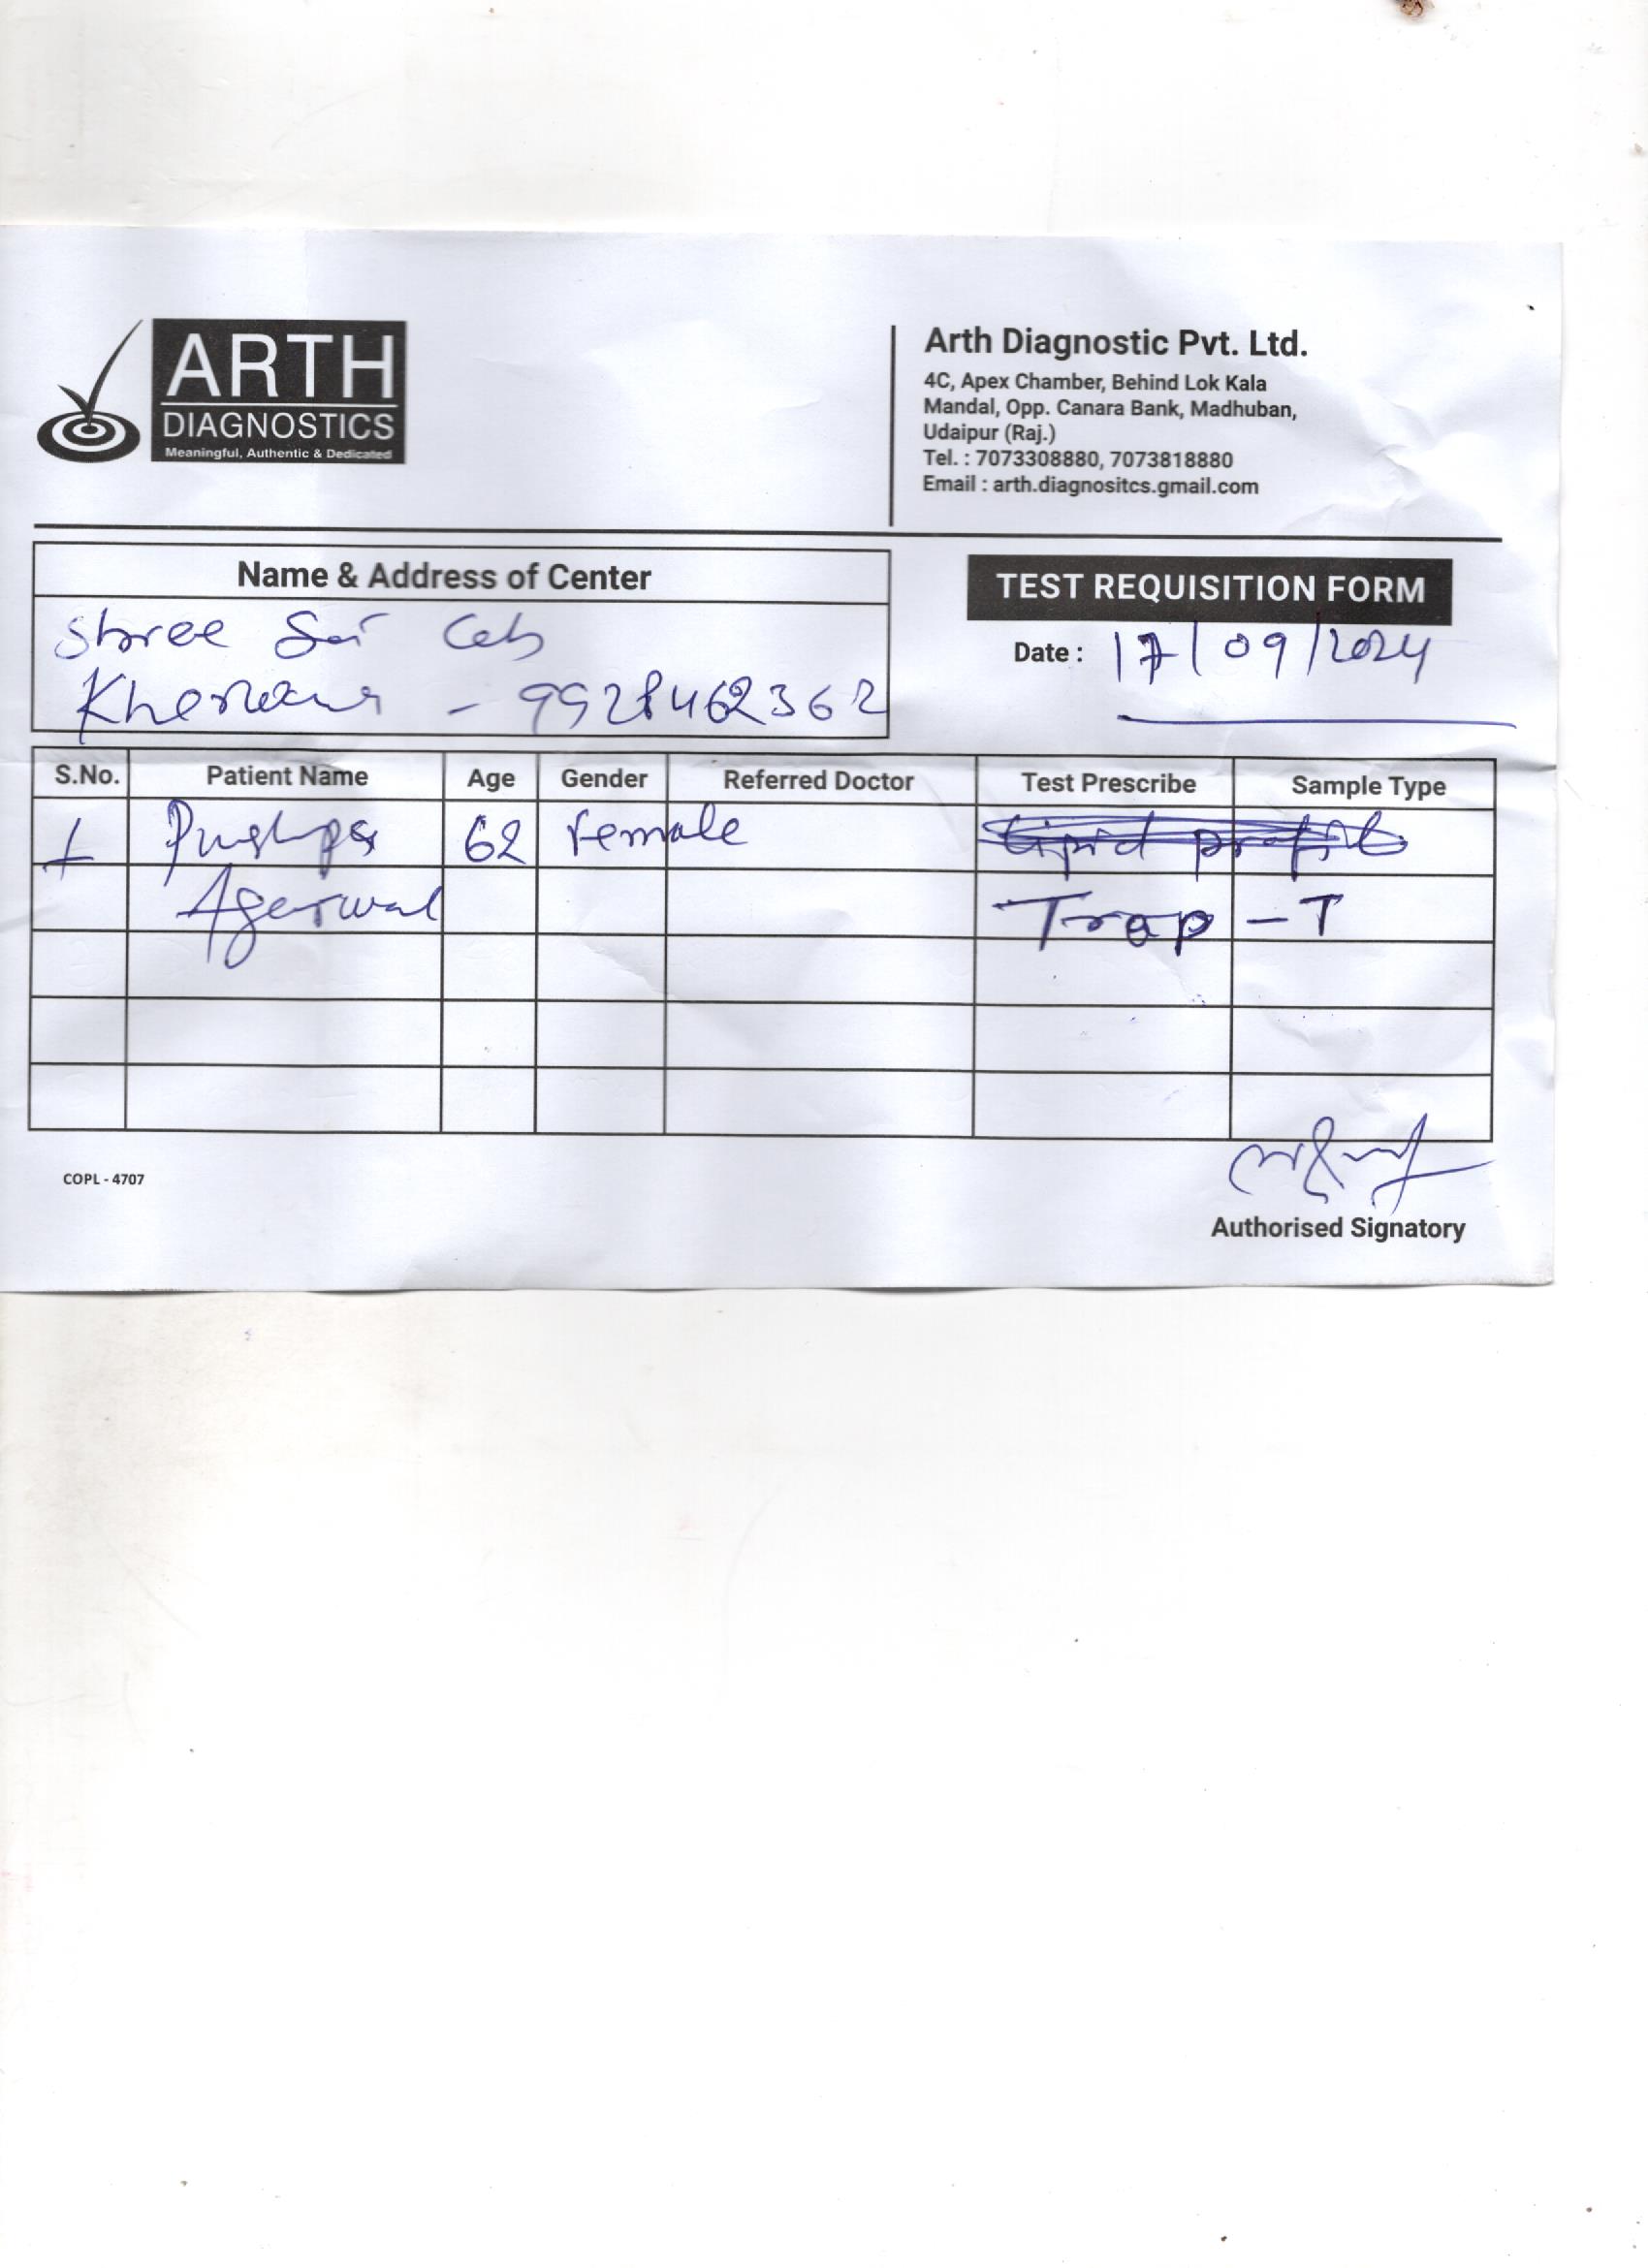 ARTH
DIAGNOSTICS
Meaningful, Authentic & Dedicated
Arth Diagnostic Pvt. Ltd.
4C, Apex Chamber, Behind Lok Kala
Mandal, Opp. Canara Bank, Madhuban,
Udaipur (Raj.)
Tel. : 7073308880, 7073818880
Email : arth.diagnositcs.gmail.com
Name & Address of Center
TEST REQUISITION FORM
Shree Sai
Date : 17/09/2024
- 9928462362
S.No. Patient Name Age Gender Referred Doctor Test Prescribe Sample Type
1 Pushpa 62 Female Lipid profile
Agarwal Trop - T
COPL - 4707
Authorised Signatory